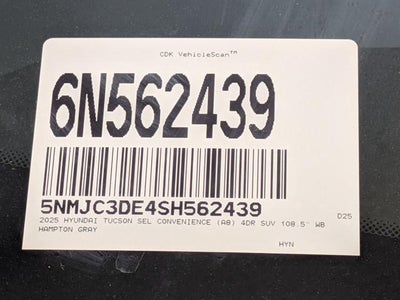 CDK VehicleScan™
6N562439
5NMJC3DE4SH562439
2025 HYUNDAI TUCSON SEL CONVENIENCE (A8) 4DR SUV 108.5" WB D25
HAMPTON GRAY
HYN